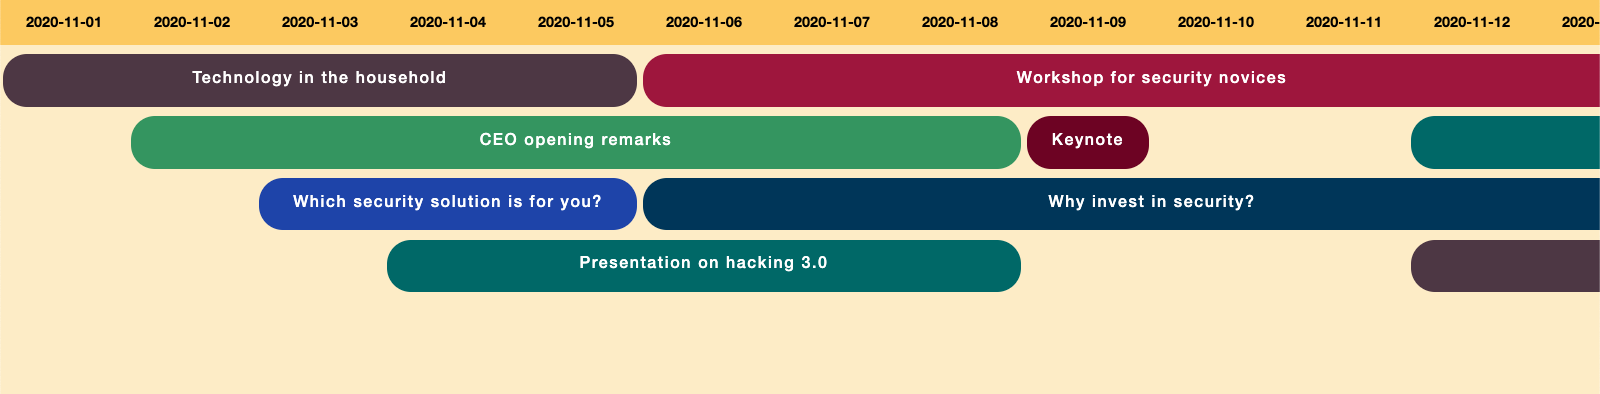 2020-11-01 2020-11-02 2020-11-03 2020-11-04 2020-11-05 2020-11-06 2020-11-07 2020-11-08 2020-11-09 2020-11-10 2020-11-11 2020-11-12 2020-
Technology in the household Workshop for security novices
CEO opening remarks Keynote
Which security solution is for you? Why invest in security?
Presentation on hacking 3.0